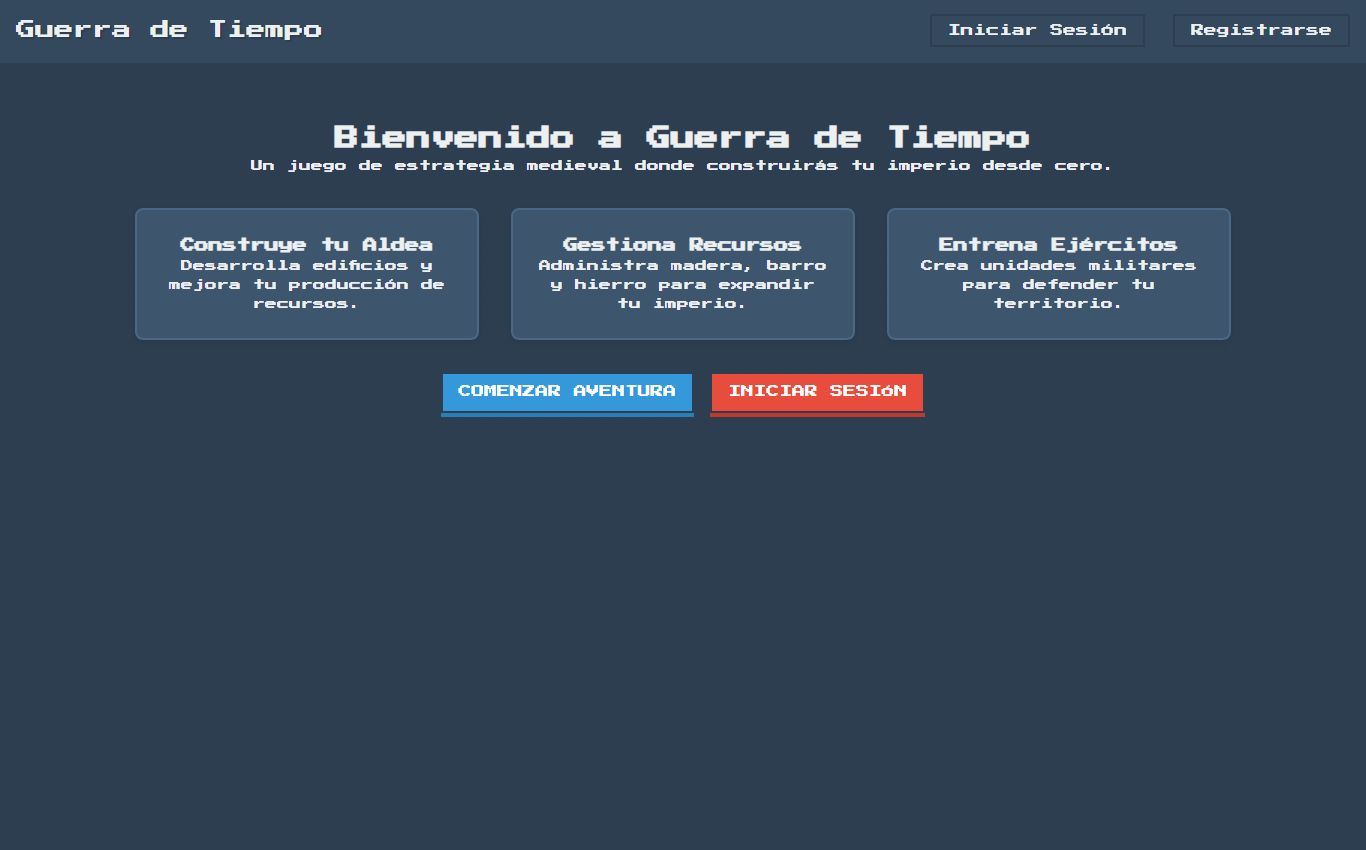 Guerra de Tiempo
Iniciar Sesión
Registrarse
Bienvenido a Guerra de Tiempo
Un juego de estrategia medieval donde construirás tu imperio desde cero.
Construye tu Aldea
Desarrolla edificios y
mejora tu producción de
recursos.
Gestiona Recursos
Administra madera, barro
y hierro para expandir
tu imperio.
Entrena Ejércitos
Crea unidades militares
para defender tu
territorio.
COMENZAR AVENTURA
INICIAR SESIóN